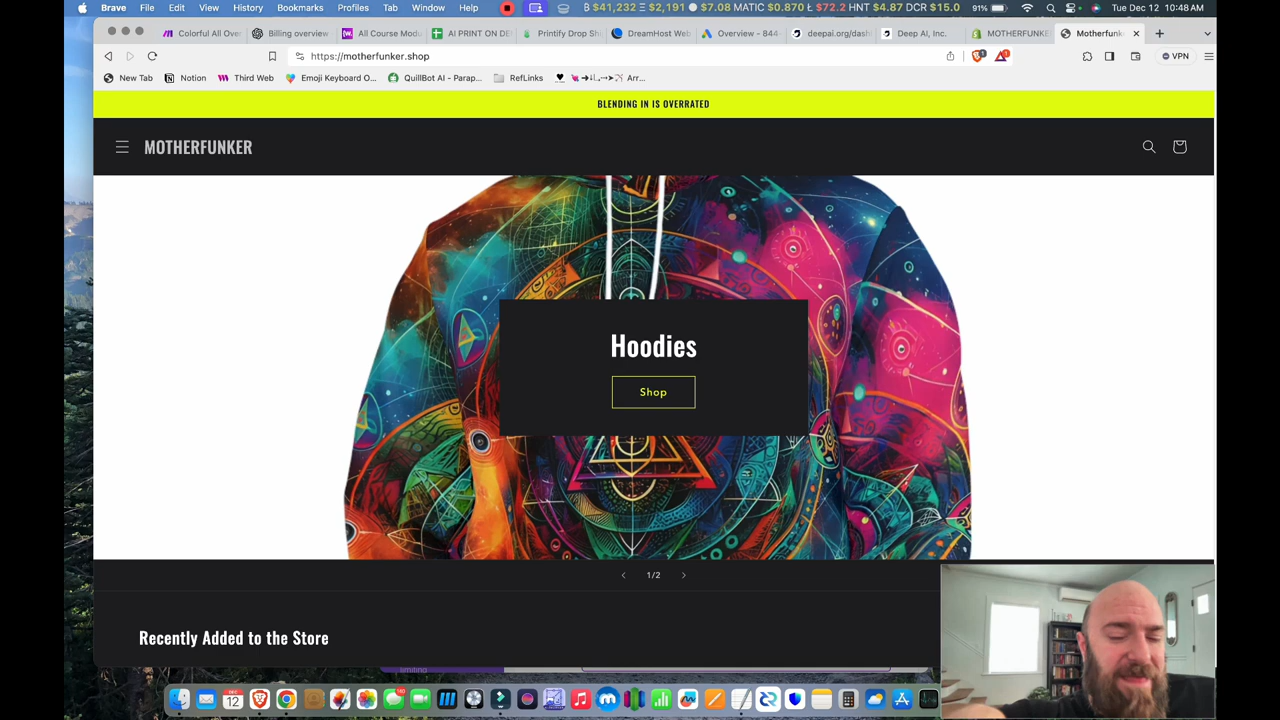 Brave File Edit View History Bookmarks Profiles Tab Window Help ₿ $41,232 Ξ $2,191 $7.08 MATIC $0.870 Ł $72.2 HNT $4.87 DCR $15.0 91% Tue Dec 12 10:48 AM
Colorful All Over Billing overview All Course Modu AI PRINT ON DE Printify Drop Sh DreamHost Web Overview - 844- deepai.org/dash Deep AI, Inc. MOTHERFUNKE Motherfunk
https://motherfunker.shop
VPN
New Tab Notion Third Web Emoji Keyboard O... QuillBot AI - Parap... RefLinks Arr...
BLENDING IN IS OVERRATED
MOTHERFUNKER
Hoodies
Shop
1/2
Recently Added to the Store
limiting
12